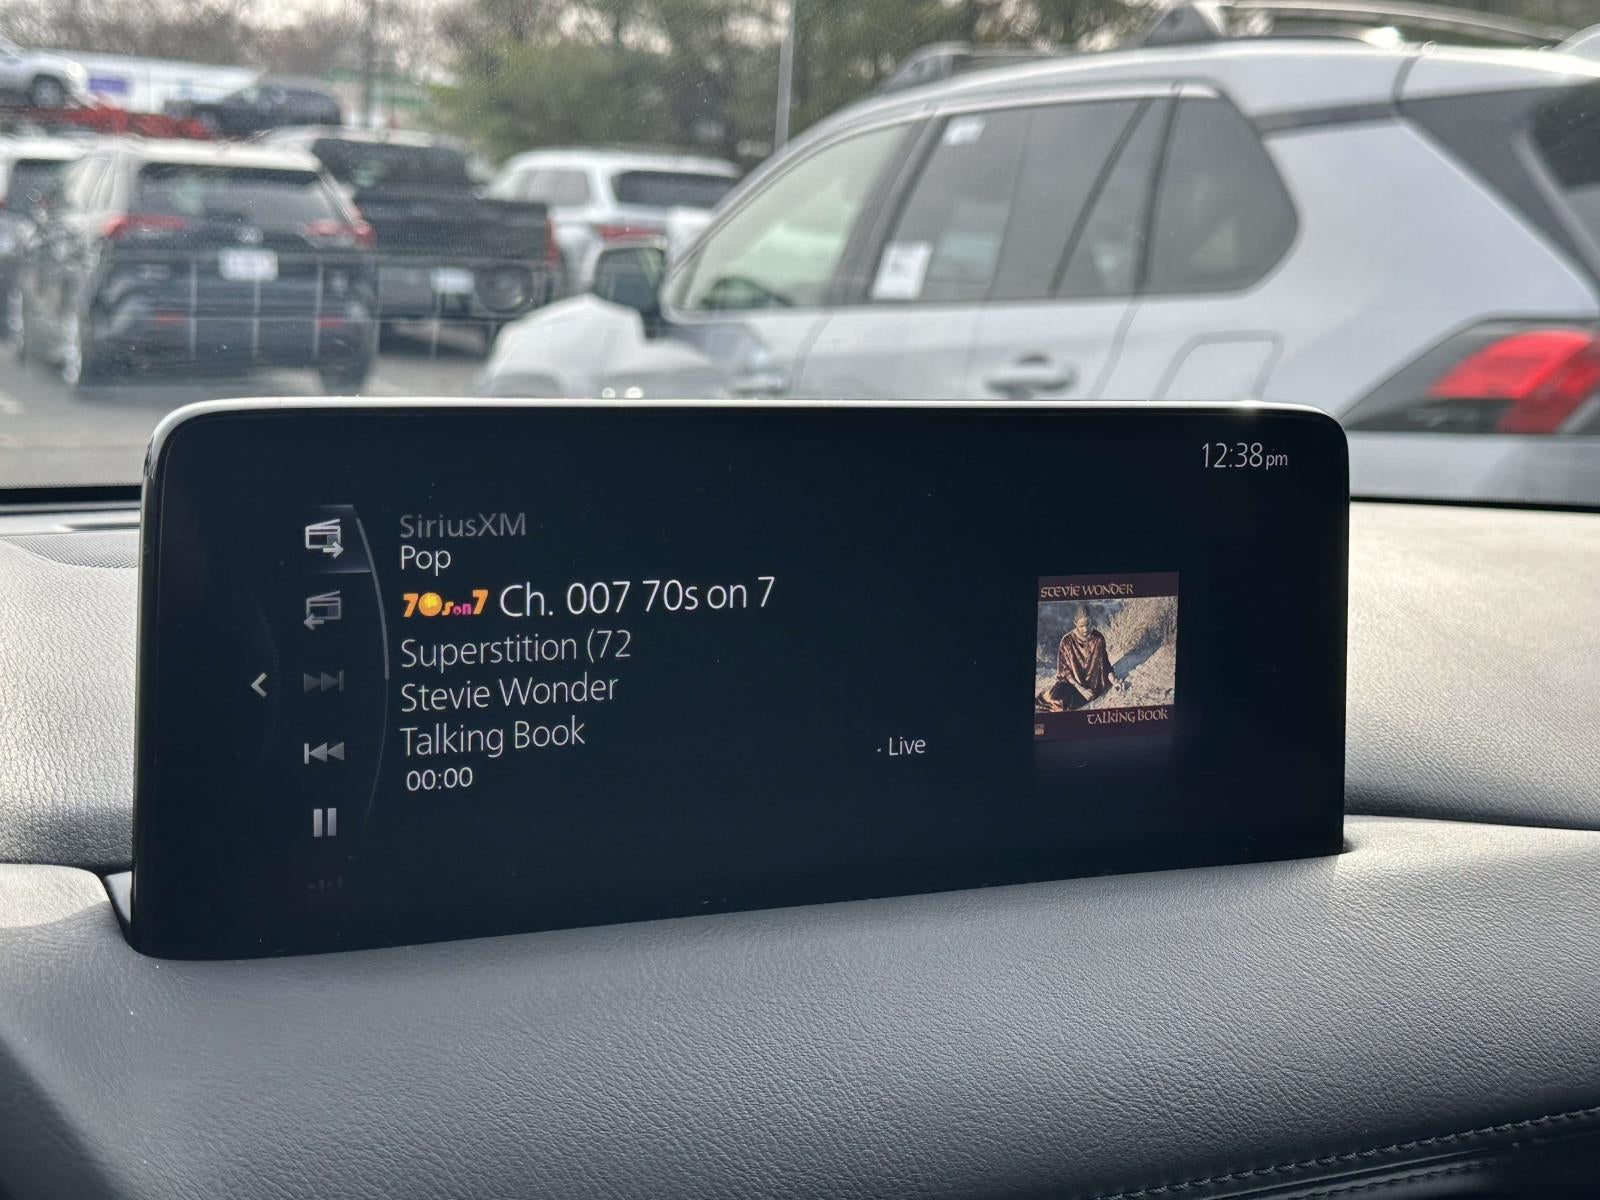 12:38pm
SiriusXM
Pop
70s on 7 Ch. 007 70s on 7
Superstition (72
Stevie Wonder
Talking Book
00:00
· Live
STEVIE WONDER
TALKING BOOK